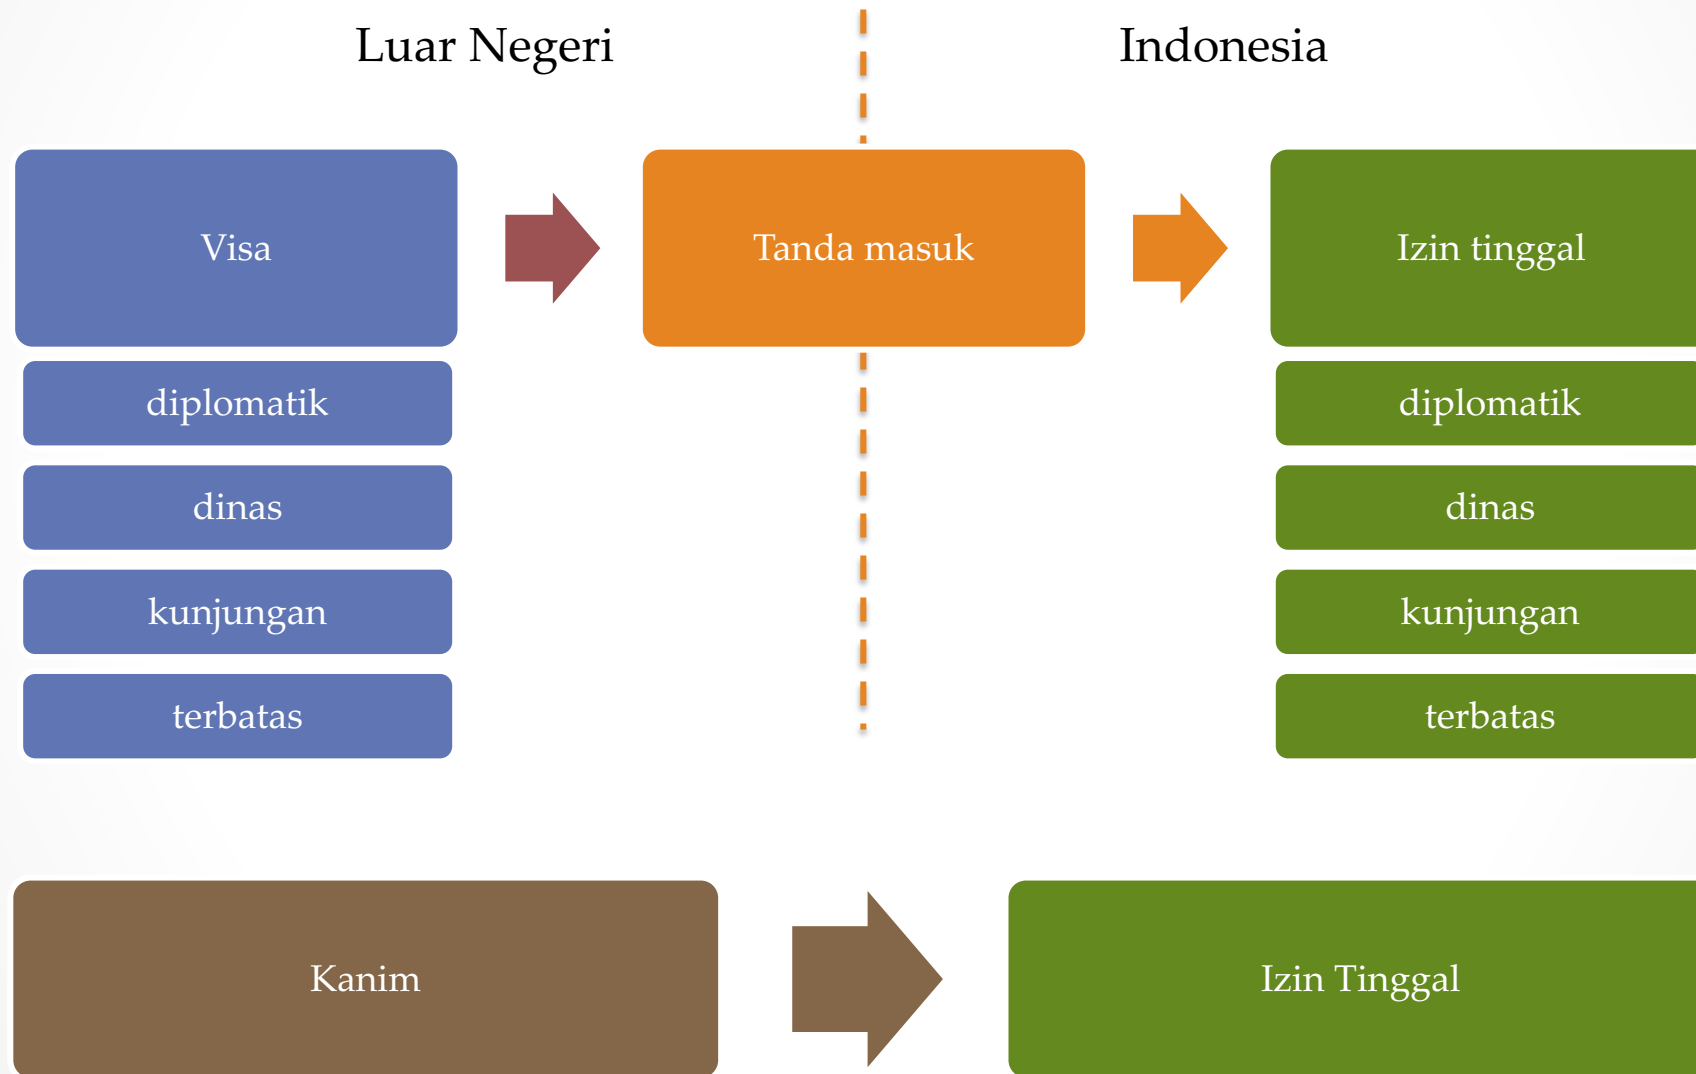 Luar Negeri
Indonesia
Visa
Tanda masuk
Izin tinggal
diplomatik
diplomatik
dinas
dinas
kunjungan
kunjungan
terbatas
terbatas
Kanim
Izin Tinggal